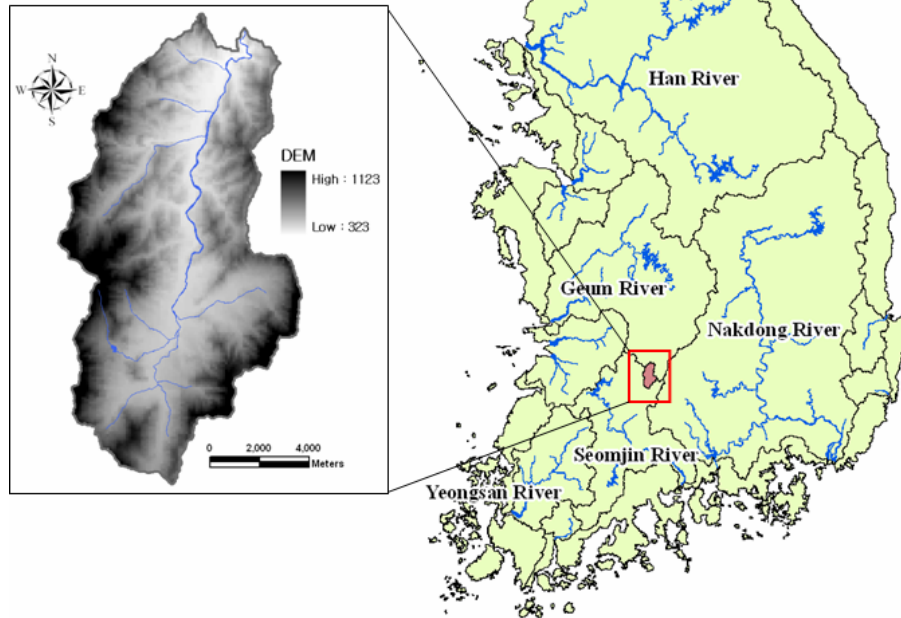 N
W E
S
DEM
High : 1123
Low : 323
0 2,000 4,000
Meters
Han River
Geum River
Nakdong River
Seomjin River
Yeongsan River